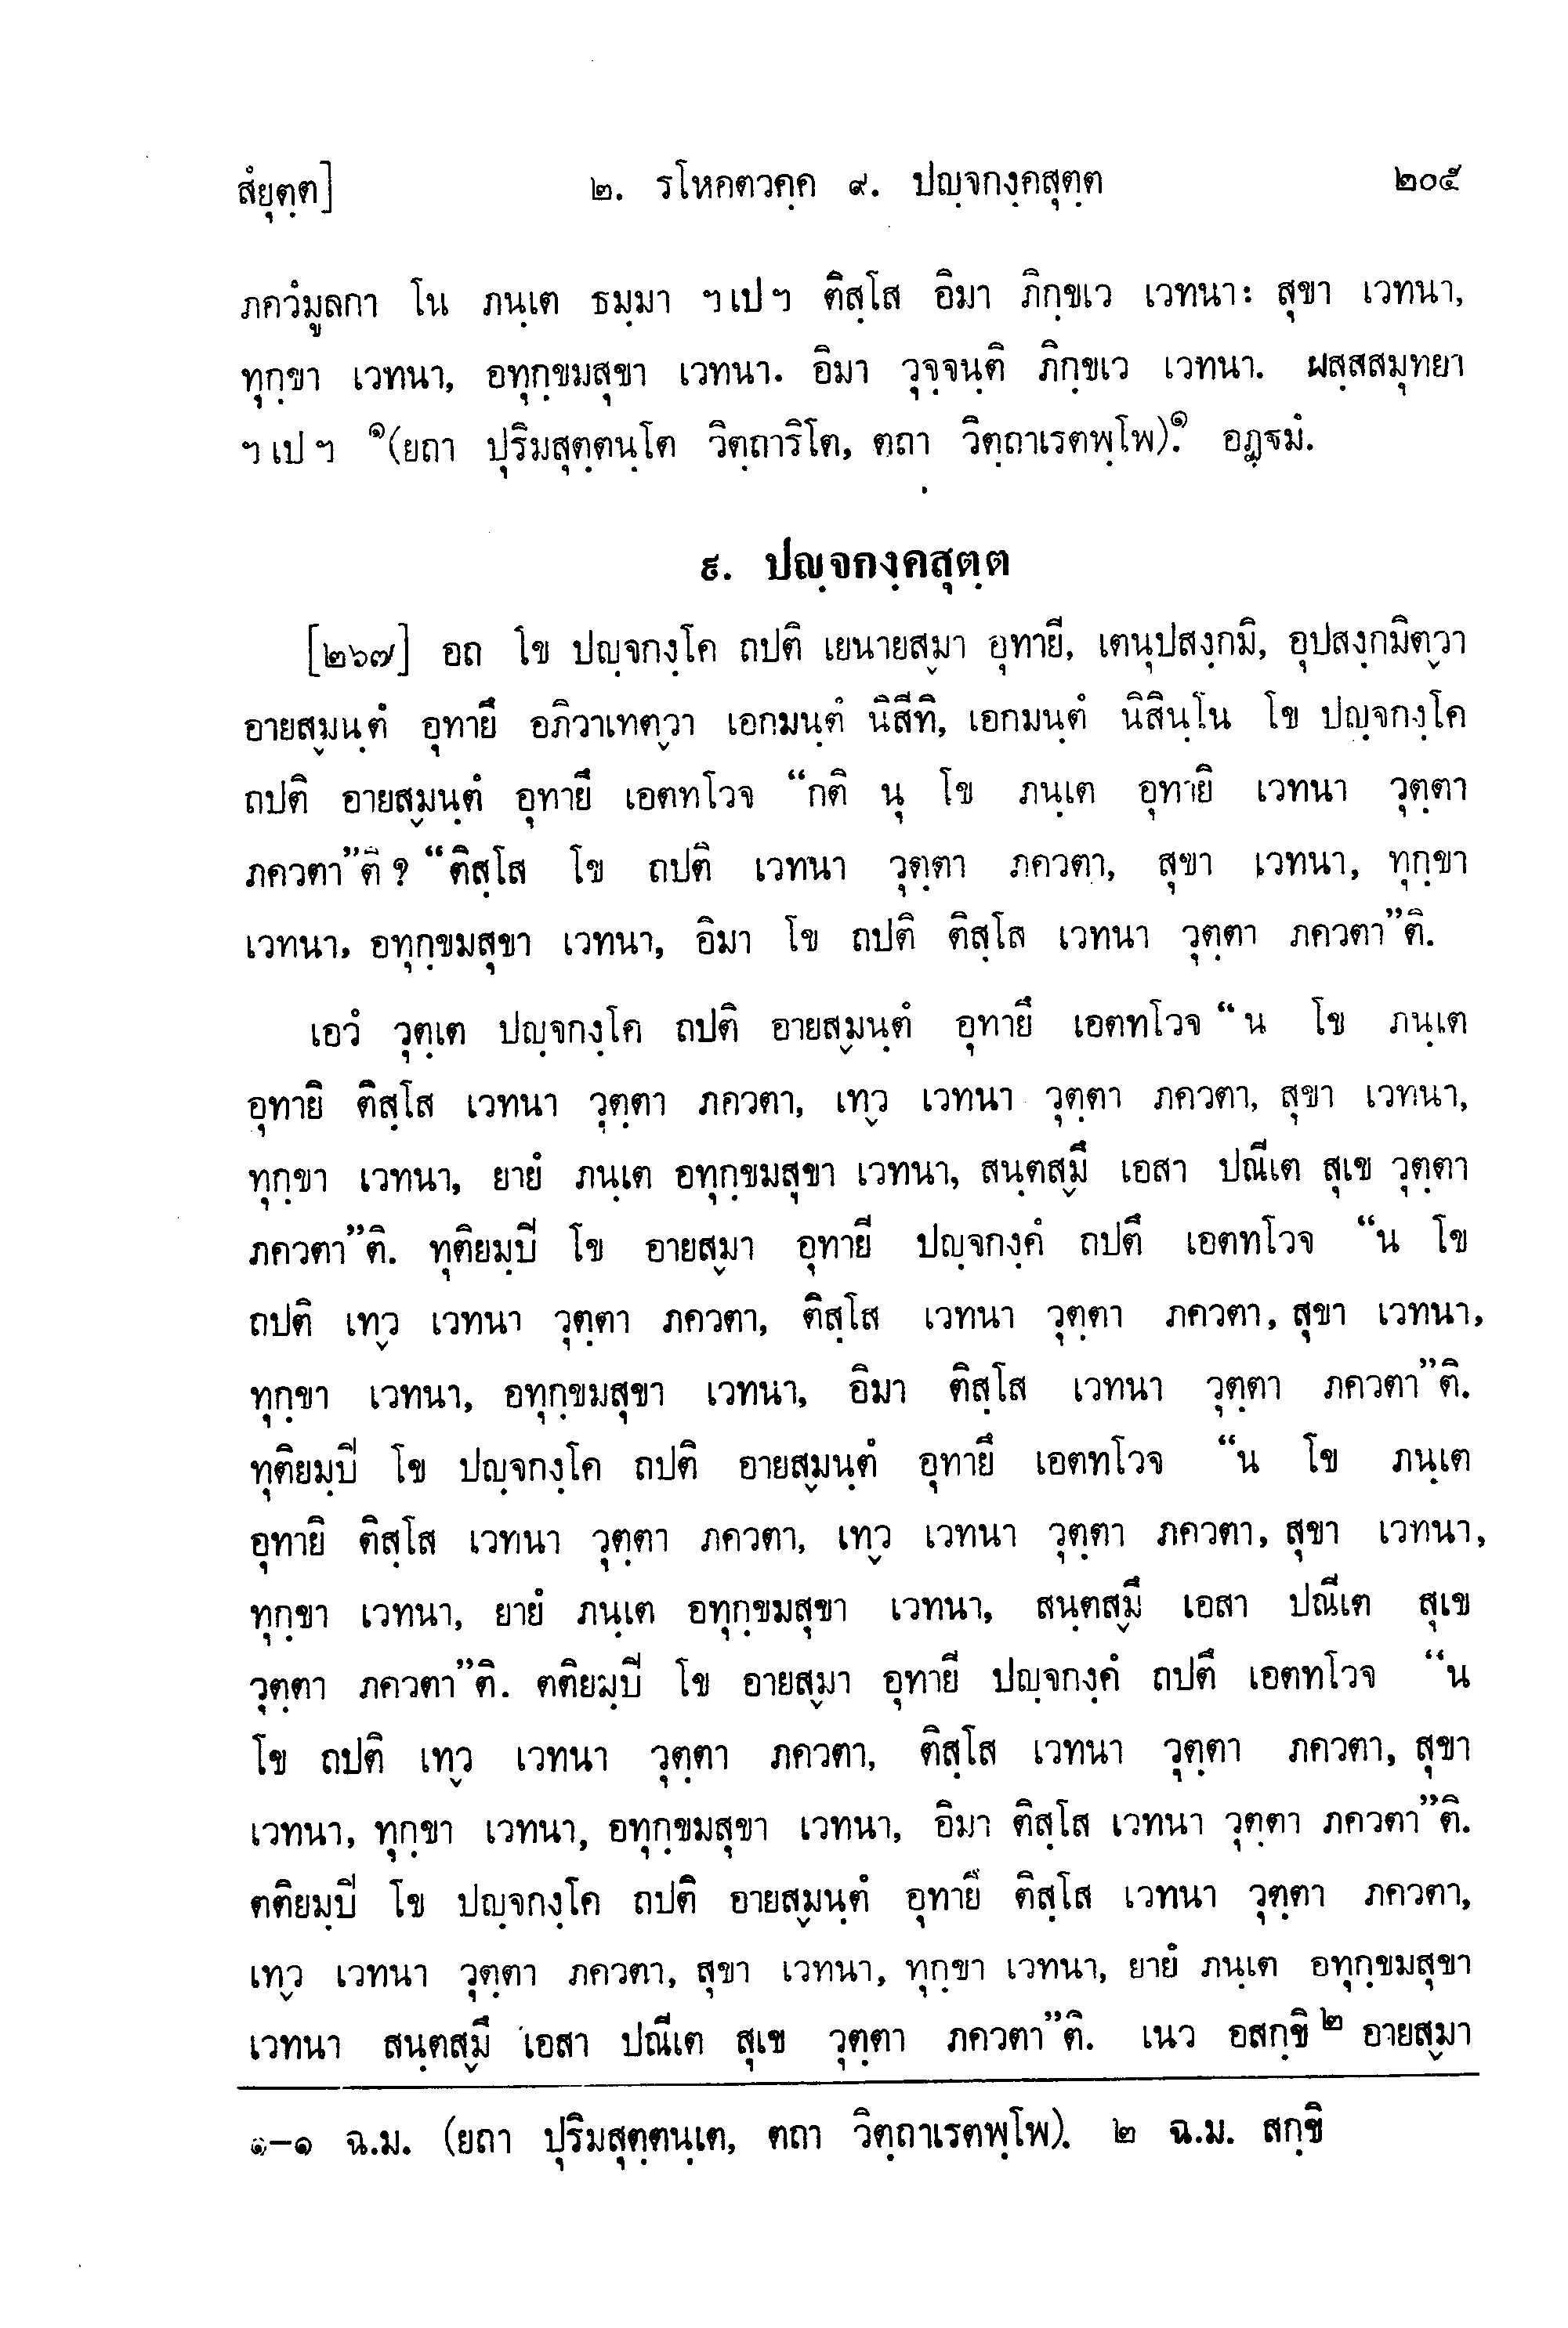 สํยุตฺต]	๒. รโหคตวคฺค ๙. ปญฺจกงฺคสุตฺต	๒๐๕
ภควํมูลกา โน ภนฺเต ธมฺมา ฯเปฯ ติสฺโส อิมา ภิกฺขเว เวทนา: สุขา เวทนา,
ทุกฺขา เวทนา, อทุกฺขมสุขา เวทนา. อิมา วุจฺจนฺติ ภิกฺขเว เวทนา. ผสฺสสมุทยา
ฯเปฯ ๑(ยถา ปุริมสุตฺตนฺโต วิตฺถาริโต, ตถา วิตฺถาเรตพฺโพ).๑ อฏฺฐมํ.
๙. ปญฺจกงฺคสุตฺต
[๒๖๗] อถ โข ปญฺจกงฺโค ถปติ เยนายสฺมา อุทายี, เตนุปสงฺกมิ, อุปสงฺกมิตฺวา
อายสฺมนฺตํ อุทายึ อภิวาเทตฺวา เอกมนฺตํ นิสีทิ, เอกมนฺตํ นิสินฺโน โข ปญฺจกงฺโค
ถปติ อายสฺมนฺตํ อุทายึ เอตทโวจ “กติ นุ โข ภนฺเต อุทายิ เวทนา วุตฺตา
ภควตา”ติ ? “ติสฺโส โข ถปติ เวทนา วุตฺตา ภควตา, สุขา เวทนา, ทุกฺขา
เวทนา, อทุกฺขมสุขา เวทนา, อิมา โข ถปติ ติสฺโส เวทนา วุตฺตา ภควตา”ติ.
เอวํ วุตฺเต ปญฺจกงฺโค ถปติ อายสฺมนฺตํ อุทายึ เอตทโวจ “น โข ภนฺเต
อุทายิ ติสฺโส เวทนา วุตฺตา ภควตา, เทฺว เวทนา วุตฺตา ภควตา, สุขา เวทนา,
ทุกฺขา เวทนา, ยายํ ภนฺเต อทุกฺขมสุขา เวทนา, สนฺตสฺมึ เอสา ปณีเต สุเข วุตฺตา
ภควตา”ติ. ทุติยมฺปิ โข อายสฺมา อุทายี ปญฺจกงฺคํ ถปตึ เอตทโวจ “น โข
ถปติ เทฺว เวทนา วุตฺตา ภควตา, ติสฺโส เวทนา วุตฺตา ภควตา, สุขา เวทนา,
ทุกฺขา เวทนา, อทุกฺขมสุขา เวทนา, อิมา ติสฺโส เวทนา วุตฺตา ภควตา”ติ.
ทุติยมฺปิ โข ปญฺจกงฺโค ถปติ อายสฺมนฺตํ อุทายึ เอตทโวจ “น โข ภนฺเต
อุทายิ ติสฺโส เวทนา วุตฺตา ภควตา, เทฺว เวทนา วุตฺตา ภควตา, สุขา เวทนา,
ทุกฺขา เวทนา, ยายํ ภนฺเต อทุกฺขมสุขา เวทนา, สนฺตสฺมึ เอสา ปณีเต สุเข
วุตฺตา ภควตา”ติ. ตติยมฺปิ โข อายสฺมา อุทายี ปญฺจกงฺคํ ถปตึ เอตทโวจ “น
โข ถปติ เทฺว เวทนา วุตฺตา ภควตา, ติสฺโส เวทนา วุตฺตา ภควตา, สุขา
เวทนา, ทุกฺขา เวทนา, อทุกฺขมสุขา เวทนา, อิมา ติสฺโส เวทนา วุตฺตา ภควตา”ติ.
ตติยมฺปิ โข ปญฺจกงฺโค ถปติ อายสฺมนฺตํ อุทายึ ติสฺโส เวทนา วุตฺตา ภควตา,
เทฺว เวทนา วุตฺตา ภควตา, สุขา เวทนา, ทุกฺขา เวทนา, ยายํ ภนฺเต อทุกฺขมสุขา
เวทนา สนฺตสฺมึ เอสา ปณีเต สุเข วุตฺตา ภควตา”ติ. เนว อสกฺขิ๒ อายสฺมา
๑-๑ ฉ.ม. (ยถา ปุริมสุตฺตนฺเต, ตถา วิตฺถาเรตพฺโพ). ๒ ฉ.ม. สกฺขิ